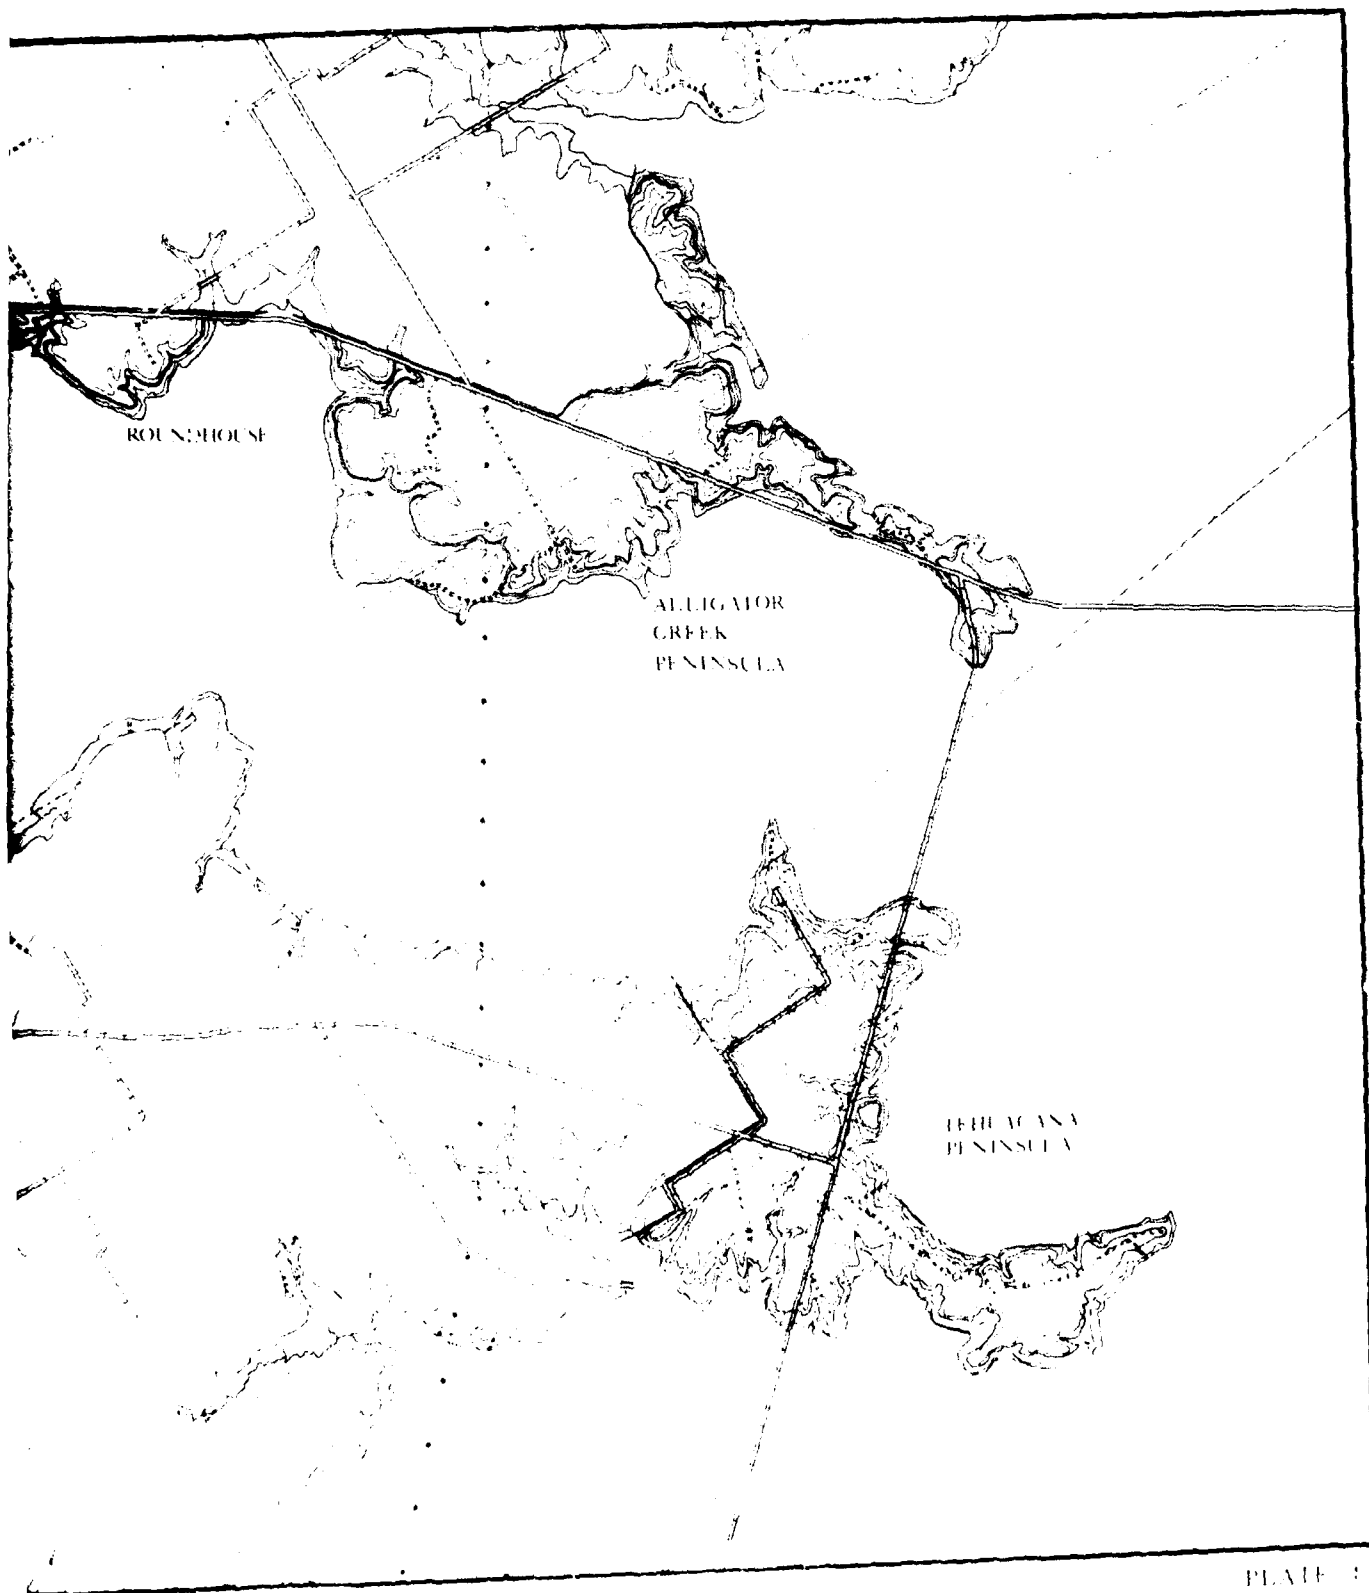 ROUNDHOUSE
ALLIGATOR
CREEK
PENINSULA
TEHUACANA
PENINSULA
PLATE